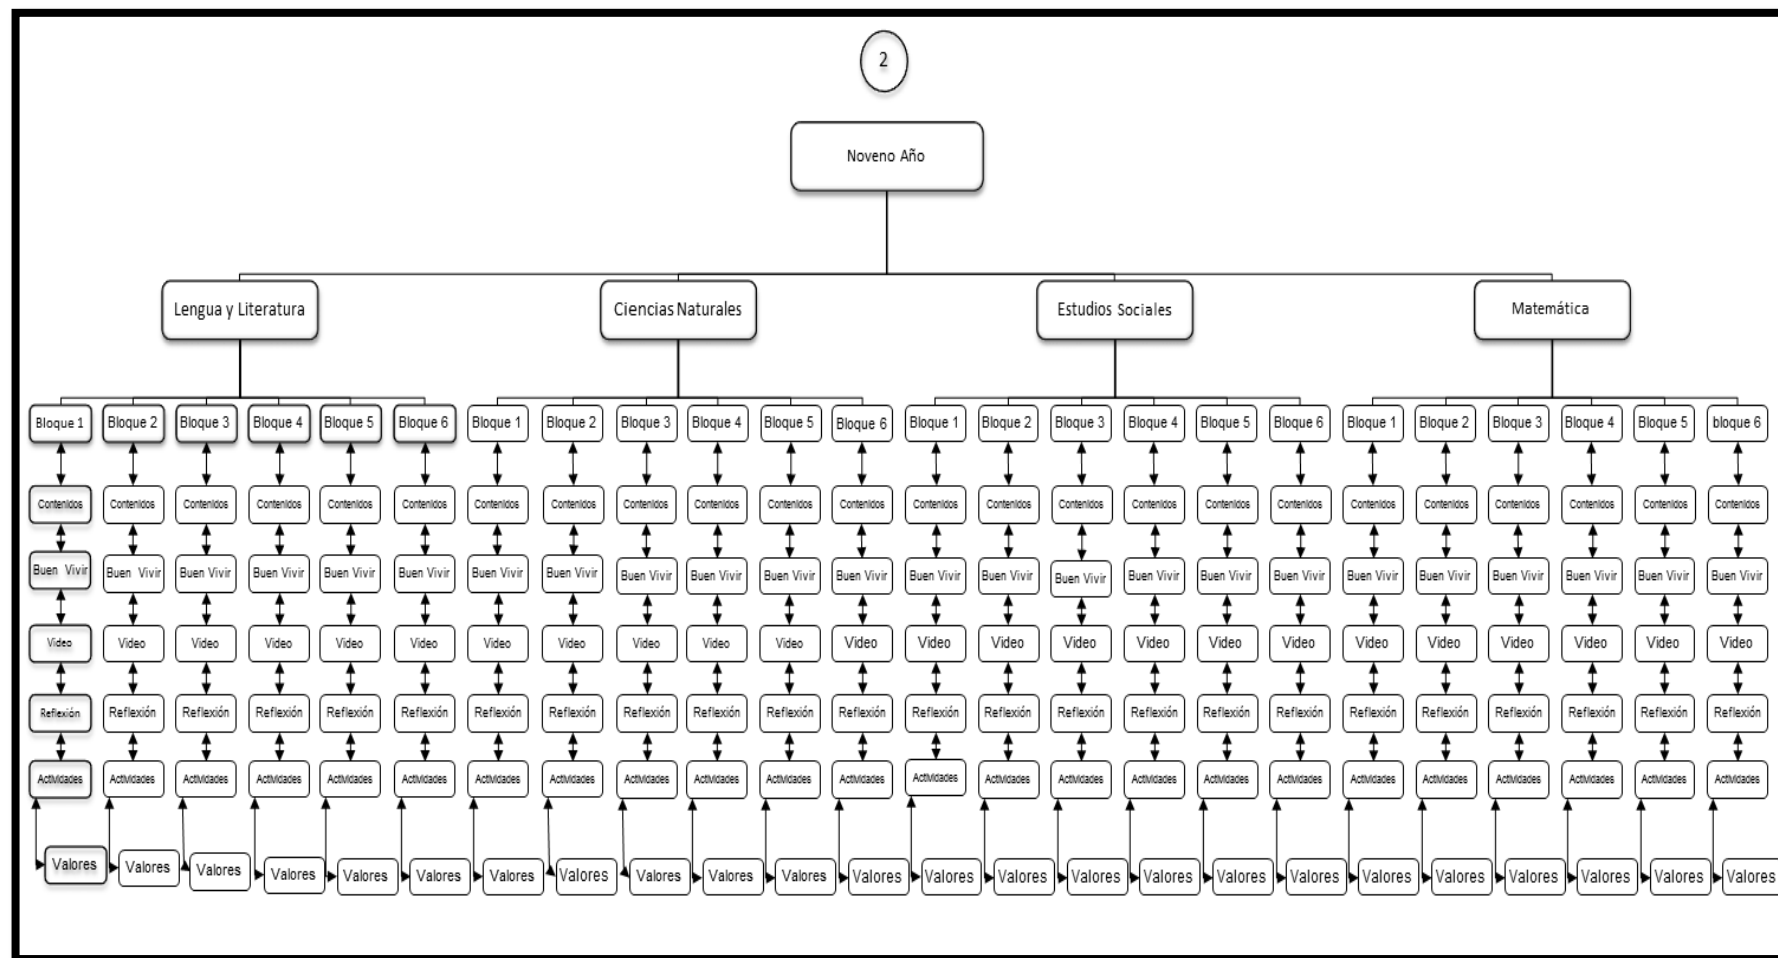 2
Noveno Año
Lengua y Literatura Ciencias Naturales Estudios Sociales Matemática
Bloque 1 Bloque 2 Bloque 3 Bloque 4 Bloque 5 Bloque 6 Bloque 1 Bloque 2 Bloque 3 Bloque 4 Bloque 5 Bloque 6 Bloque 1 Bloque 2 Bloque 3 Bloque 4 Bloque 5 Bloque 6 Bloque 1 Bloque 2 Bloque 3 Bloque 4 Bloque 5 bloque 6
Contenidos Contenidos Contenidos Contenidos Contenidos Contenidos Contenidos Contenidos Contenidos Contenidos Contenidos Contenidos Contenidos Contenidos Contenidos Contenidos Contenidos Contenidos Contenidos Contenidos Contenidos Contenidos Contenidos Contenidos
Buen Vivir Buen Vivir Buen Vivir Buen Vivir Buen Vivir Buen Vivir Buen Vivir Buen Vivir Buen Vivir Buen Vivir Buen Vivir Buen Vivir Buen Vivir Buen Vivir Buen Vivir Buen Vivir Buen Vivir Buen Vivir Buen Vivir Buen Vivir Buen Vivir Buen Vivir Buen Vivir Buen Vivir
Video Video Video Video Video Video Video Video Video Video Video Video Video Video Video Video Video Video Video Video Video Video Video Video
Reflexión Reflexión Reflexión Reflexión Reflexión Reflexión Reflexión Reflexión Reflexión Reflexión Reflexión Reflexión Reflexión Reflexión Reflexión Reflexión Reflexión Reflexión Reflexión Reflexión Reflexión Reflexión Reflexión Reflexión
Actividades Actividades Actividades Actividades Actividades Actividades Actividades Actividades Actividades Actividades Actividades Actividades Actividades Actividades Actividades Actividades Actividades Actividades Actividades Actividades Actividades Actividades Actividades Actividades
Valores Valores Valores Valores Valores Valores Valores Valores Valores Valores Valores Valores Valores Valores Valores Valores Valores Valores Valores Valores Valores Valores Valores Valores